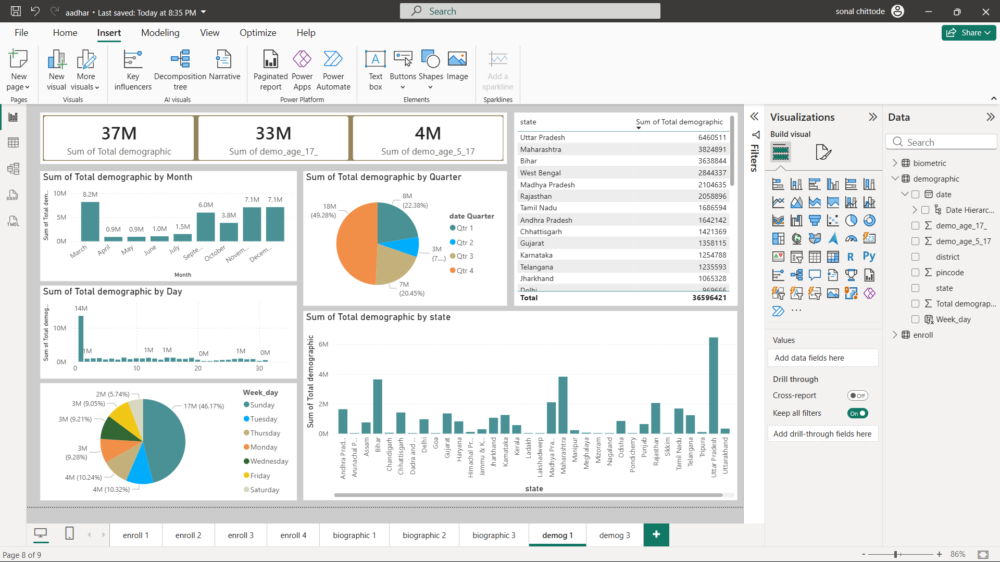 aadhar • Last saved: Today at 8:35 PM
Search
sonal chittode
File
Home
Insert
Modeling
View
Optimize
Help
Share
New page
New visual
More visuals
Key influencers
Decomposition tree
Narrative
Paginated report
Power Apps
Power Automate
Text box
Buttons
Shapes
Image
Add a sparkline
Pages
Visuals
AI visuals
Power Platform
Elements
Sparklines
DAX
TMDL
37M
Sum of Total demographic
33M
Sum of demo_age_17_
4M
Sum of demo_age_5_17
Sum of Total demographic by Month
Sum of Total dem...
10M
5M
0M
8.2M
0.9M
0.9M
1.0M
1.5M
6.0M
3.8M
7.1M
7.1M
March
April
May
June
July
Septe...
October
Novem...
Decem...
Month
Sum of Total demographic by Quarter
8M
(22.38%)
3M
(7....)
7M
(20.45%)
18M
(49.28%)
date Quarter
Qtr 1
Qtr 2
Qtr 3
Qtr 4
state Sum of Total demographic
Uttar Pradesh 6460511
Maharashtra 3824891
Bihar 3638844
West Bengal 2844337
Madhya Pradesh 2104635
Rajasthan 2058896
Tamil Nadu 1686594
Andhra Pradesh 1642142
Chhattisgarh 1421369
Gujarat 1358115
Karnataka 1254788
Telangana 1235593
Jharkhand 1065328
Delhi 969666
Total 36596421
Sum of Total demographic by Day
Sum of Total demog...
10M
0M
14M
1M
1M
1M
0M
1M
0M
0
10
20
30
2M (5.74%)
3M (9.05%)
3M (9.21%)
3M
(9.28%)
4M (10.24%)
4M (10.32%)
17M (46.17%)
Week_day
Sunday
Tuesday
Thursday
Monday
Wednesday
Friday
Saturday
Sum of Total demographic by state
Sum of Total demographic
6M
4M
2M
0M
Andhra Prad...
Arunachal P...
Assam
Bihar
Chandigarh
Chhattisgarh
Dadra and ...
Delhi
Goa
Gujarat
Haryana
Himachal Pr...
Jammu & K...
Jharkhand
Karnataka
Kerala
Ladakh
Lakshadweep
Madhya Pra...
Maharashtra
Manipur
Meghalaya
Mizoram
Nagaland
Odisha
Pondicherry
Punjab
Rajasthan
Sikkim
Tamil Nadu
Telangana
Tripura
Uttar Pradesh
Uttarakhand
state
Filters
Visualizations
Build visual
123
R
Py
...
Values
Add data fields here
Drill through
Cross-report
Off
Keep all filters
On
Add drill-through fields here
Data
Search
biometric
demographic
date
Date Hierarc...
demo_age_17_
demo_age_5_17
district
pincode
state
Total demograp...
Week_day
enroll
enroll 1
enroll 2
enroll 3
enroll 4
biographic 1
biographic 2
biographic 3
demog 1
demog 3
+
Page 8 of 9
- + 86%